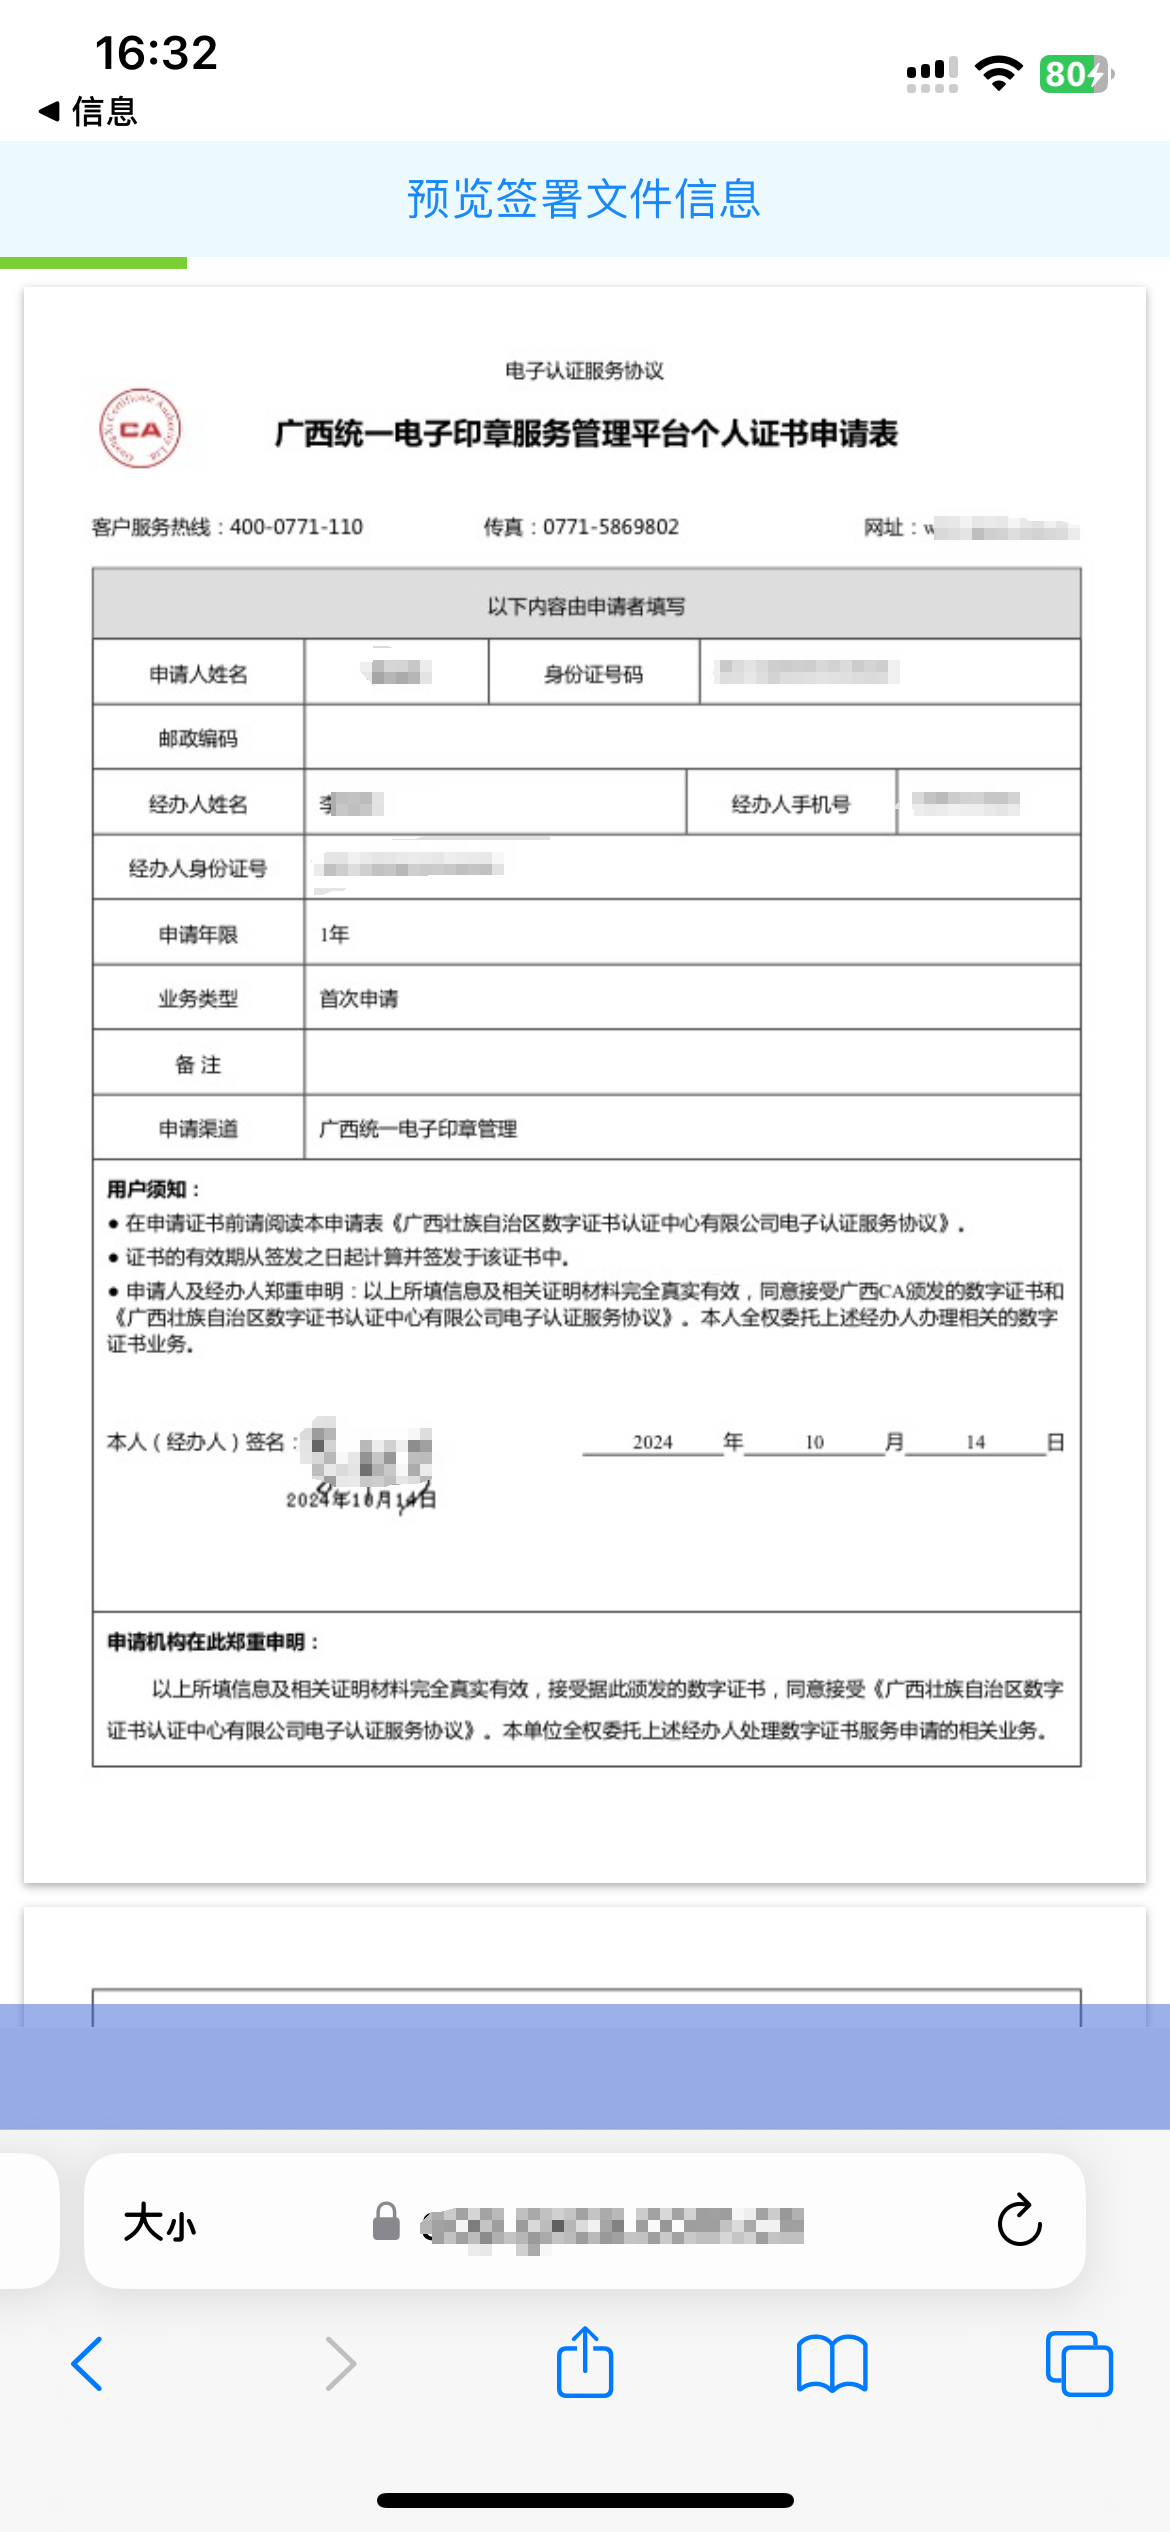 16:32
80
信息
预览签署文件信息
电子认证服务协议
CA
广西统一电子印章服务管理平台个人证书申请表
客户服务热线：400-0771-110 传真：0771-5869802 网址：w
以下内容由申请者填写
申请人姓名 身份证号码
邮政编码
经办人姓名 李 经办人手机号
经办人身份证号
申请年限 1年
业务类型 首次申请
备 注
申请渠道 广西统一电子印章管理
用户须知：
● 在申请证书前请阅读本申请表《广西壮族自治区数字证书认证中心有限公司电子认证服务协议》。
● 证书的有效期从签发之日起计算并签发于该证书中。
● 申请人及经办人郑重申明：以上所填信息及相关证明材料完全真实有效，同意接受广西CA颁发的数字证书和
《广西壮族自治区数字证书认证中心有限公司电子认证服务协议》。本人全权委托上述经办人办理相关的数字
证书业务。
本人（经办人）签名： 2024 年 10 月 14 日
2024年10月14日
申请机构在此郑重申明：
以上所填信息及相关证明材料完全真实有效，接受据此颁发的数字证书，同意接受《广西壮族自治区数字
证书认证中心有限公司电子认证服务协议》。本单位全权委托上述经办人处理数字证书服务申请的相关业务。
大小